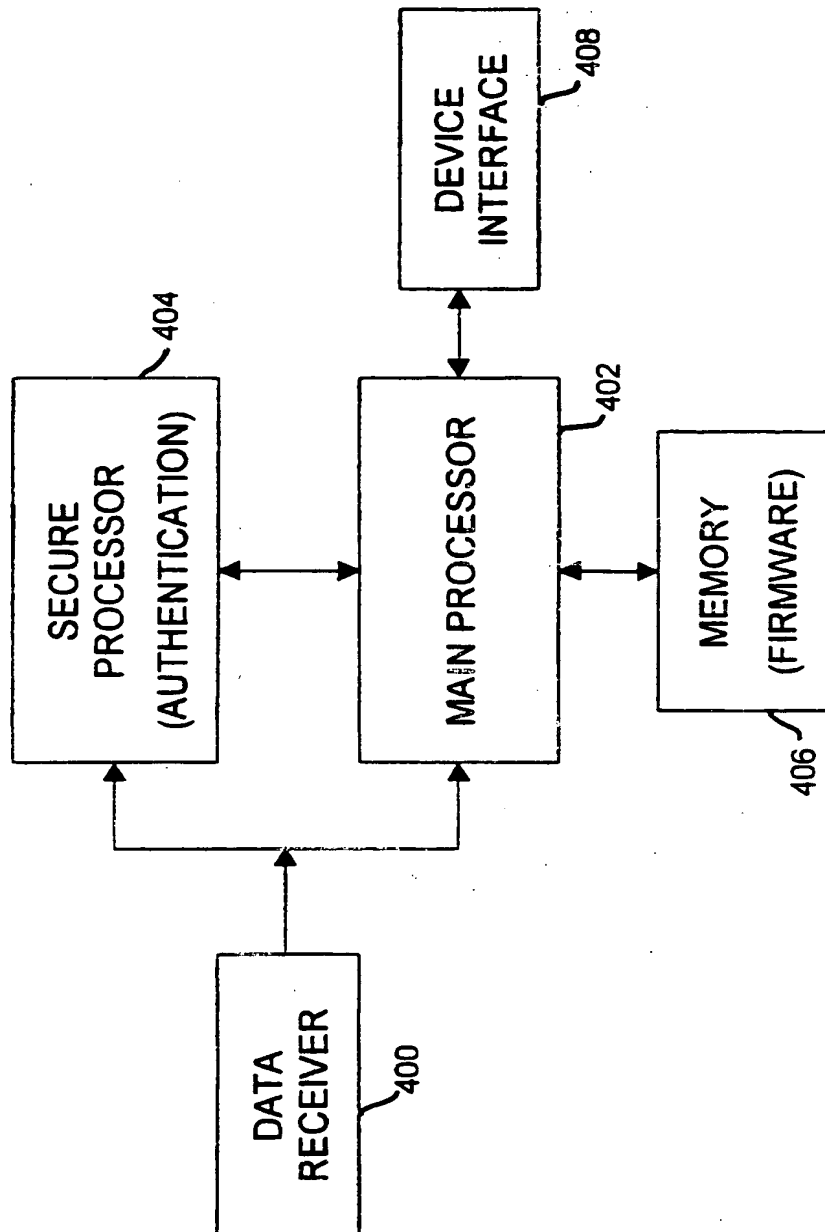 SECURE
PROCESSOR
(AUTHENTICATION)
404
DATA
RECEIVER
400
MAIN PROCESSOR
402
DEVICE
INTERFACE
408
MEMORY
(FIRMWARE)
406